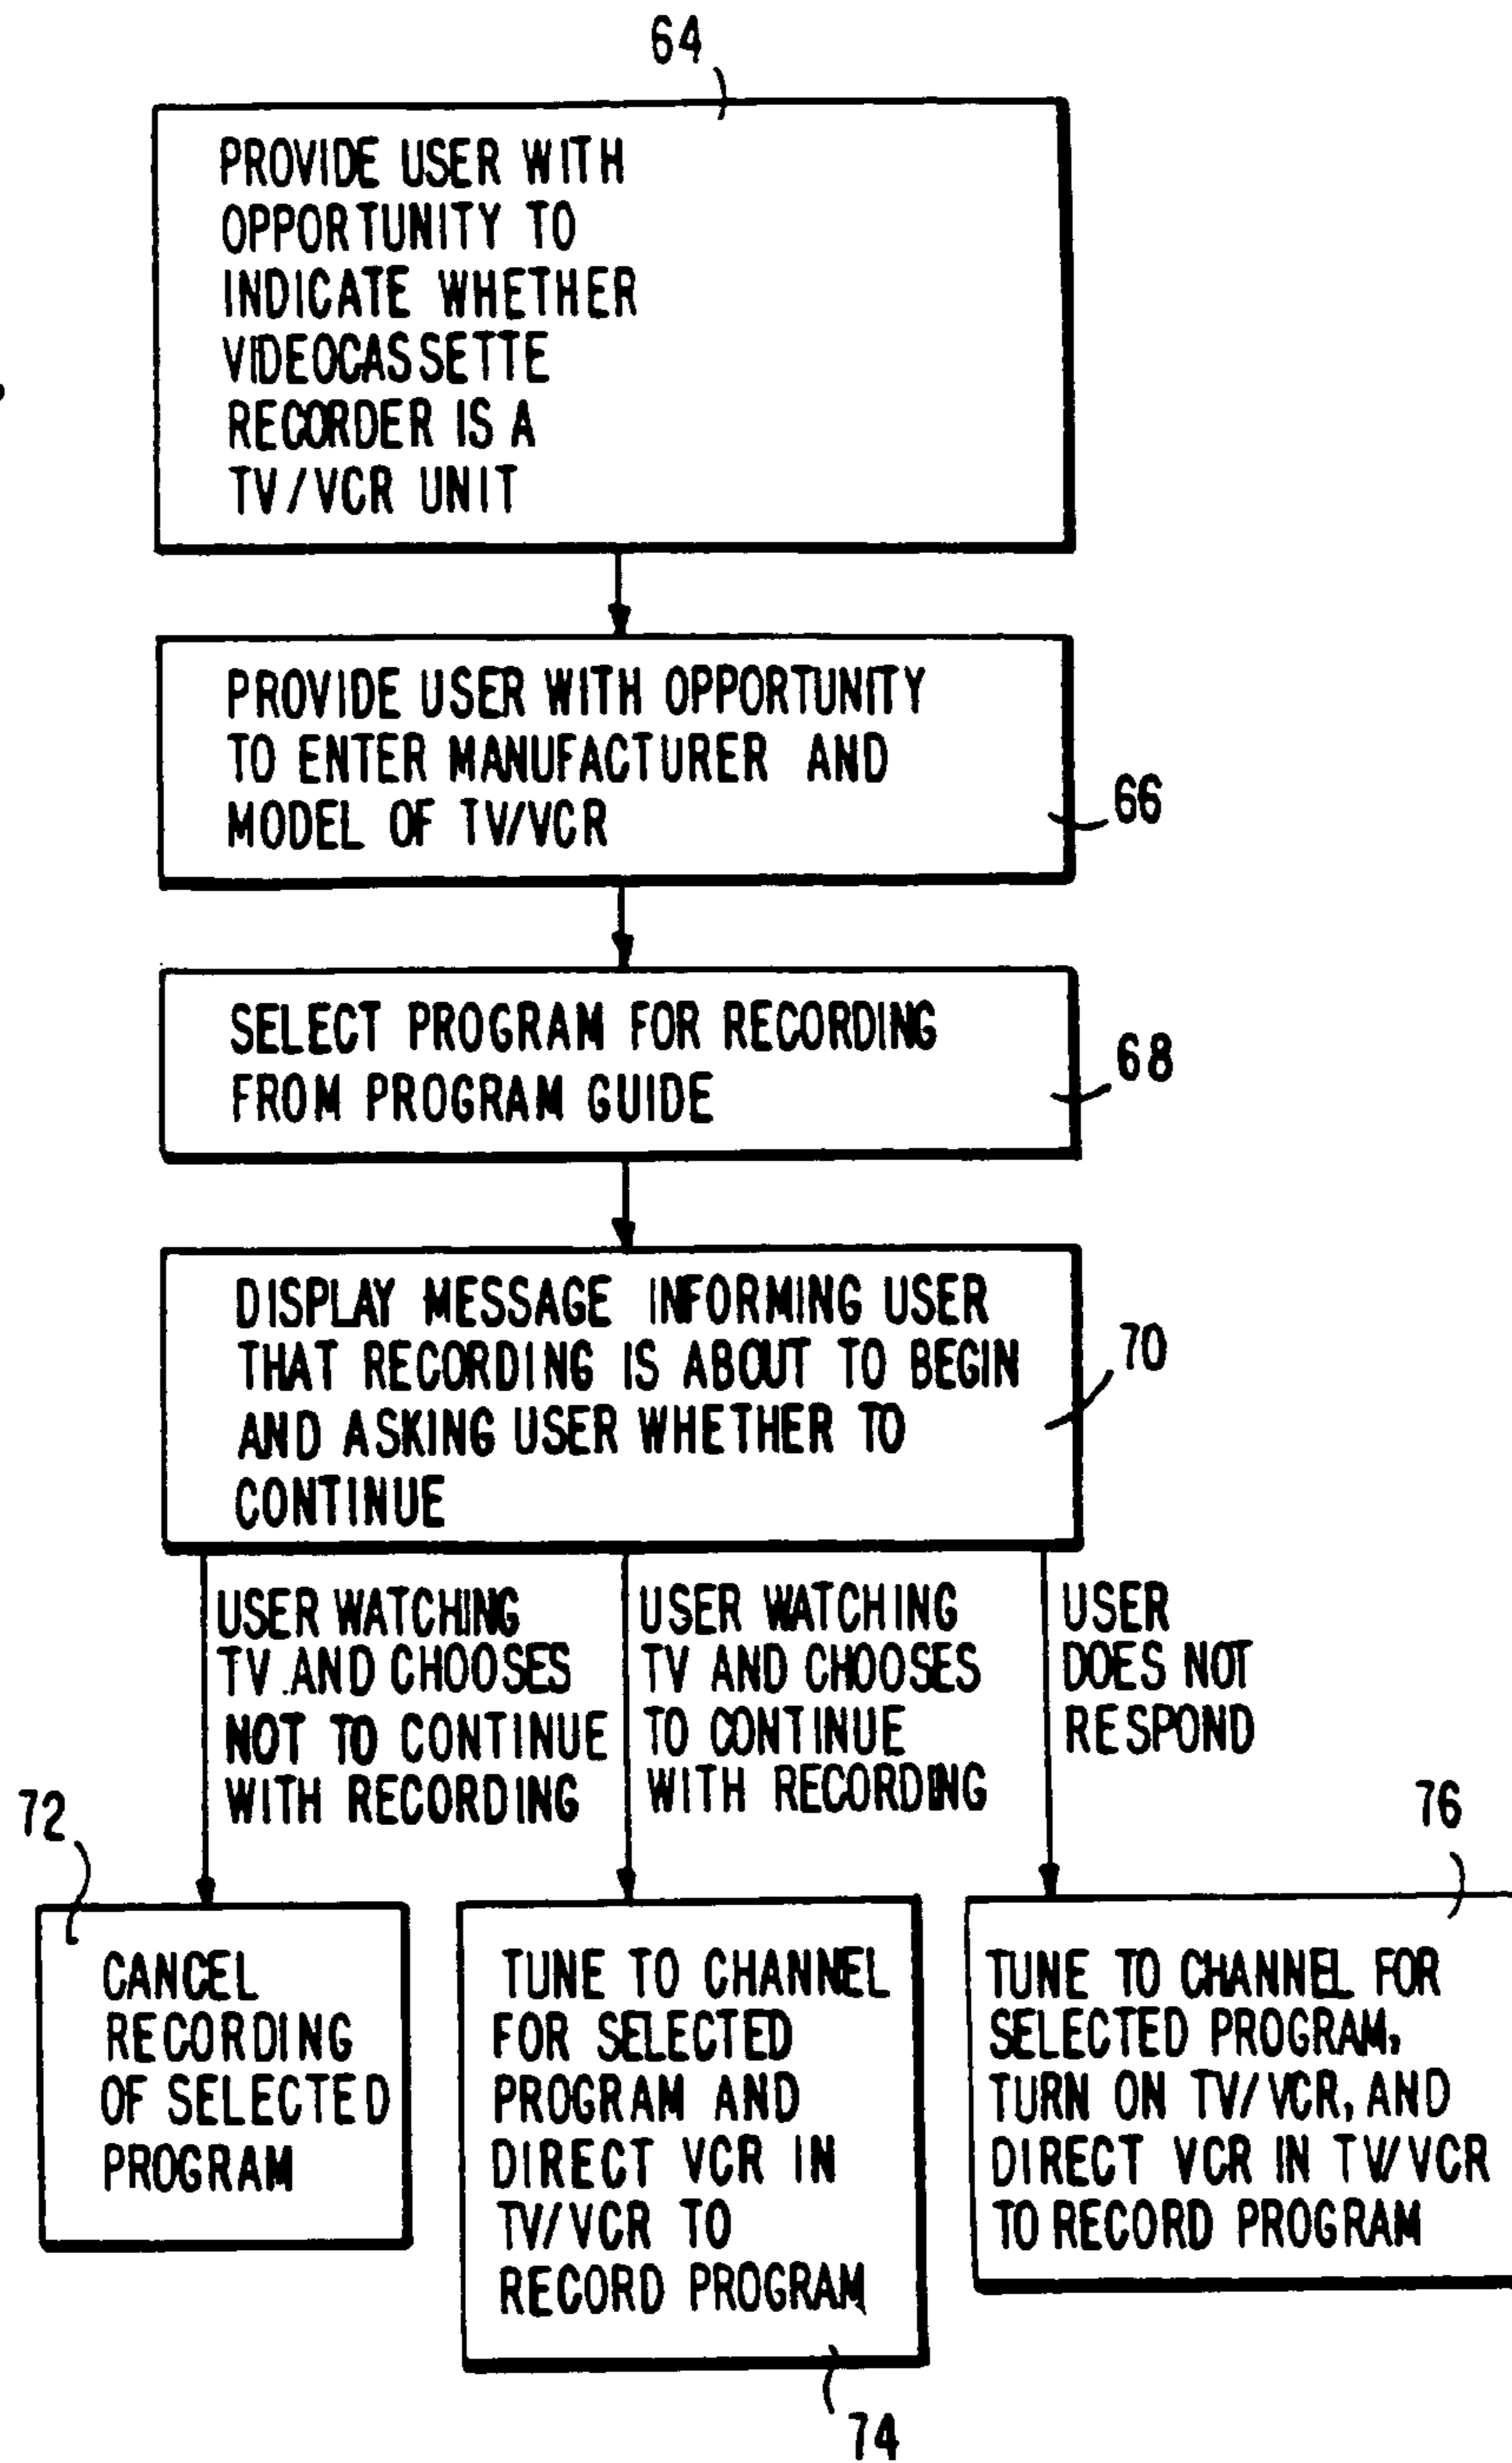 64
PROVIDE USER WITH
OPPORTUNITY TO
INDICATE WHETHER
VIDEOCASSETTE
RECORDER IS A
TV/VCR UNIT
PROVIDE USER WITH OPPORTUNITY
TO ENTER MANUFACTURER AND
MODEL OF TV/VCR
66
SELECT PROGRAM FOR RECORDING
FROM PROGRAM GUIDE
68
DISPLAY MESSAGE INFORMING USER
THAT RECORDING IS ABOUT TO BEGIN
AND ASKING USER WHETHER TO
CONTINUE
70
USER WATCHING
TV AND CHOOSES
NOT TO CONTINUE
WITH RECORDING
USER WATCHING
TV AND CHOOSES
TO CONTINUE
WITH RECORDING
USER
DOES NOT
RESPOND
72
CANCEL
RECORDING
OF SELECTED
PROGRAM
TUNE TO CHANNEL
FOR SELECTED
PROGRAM AND
DIRECT VCR IN
TV/VCR TO
RECORD PROGRAM
74
76
TUNE TO CHANNEL FOR
SELECTED PROGRAM,
TURN ON TV/VCR, AND
DIRECT VCR IN TV/VCR
TO RECORD PROGRAM